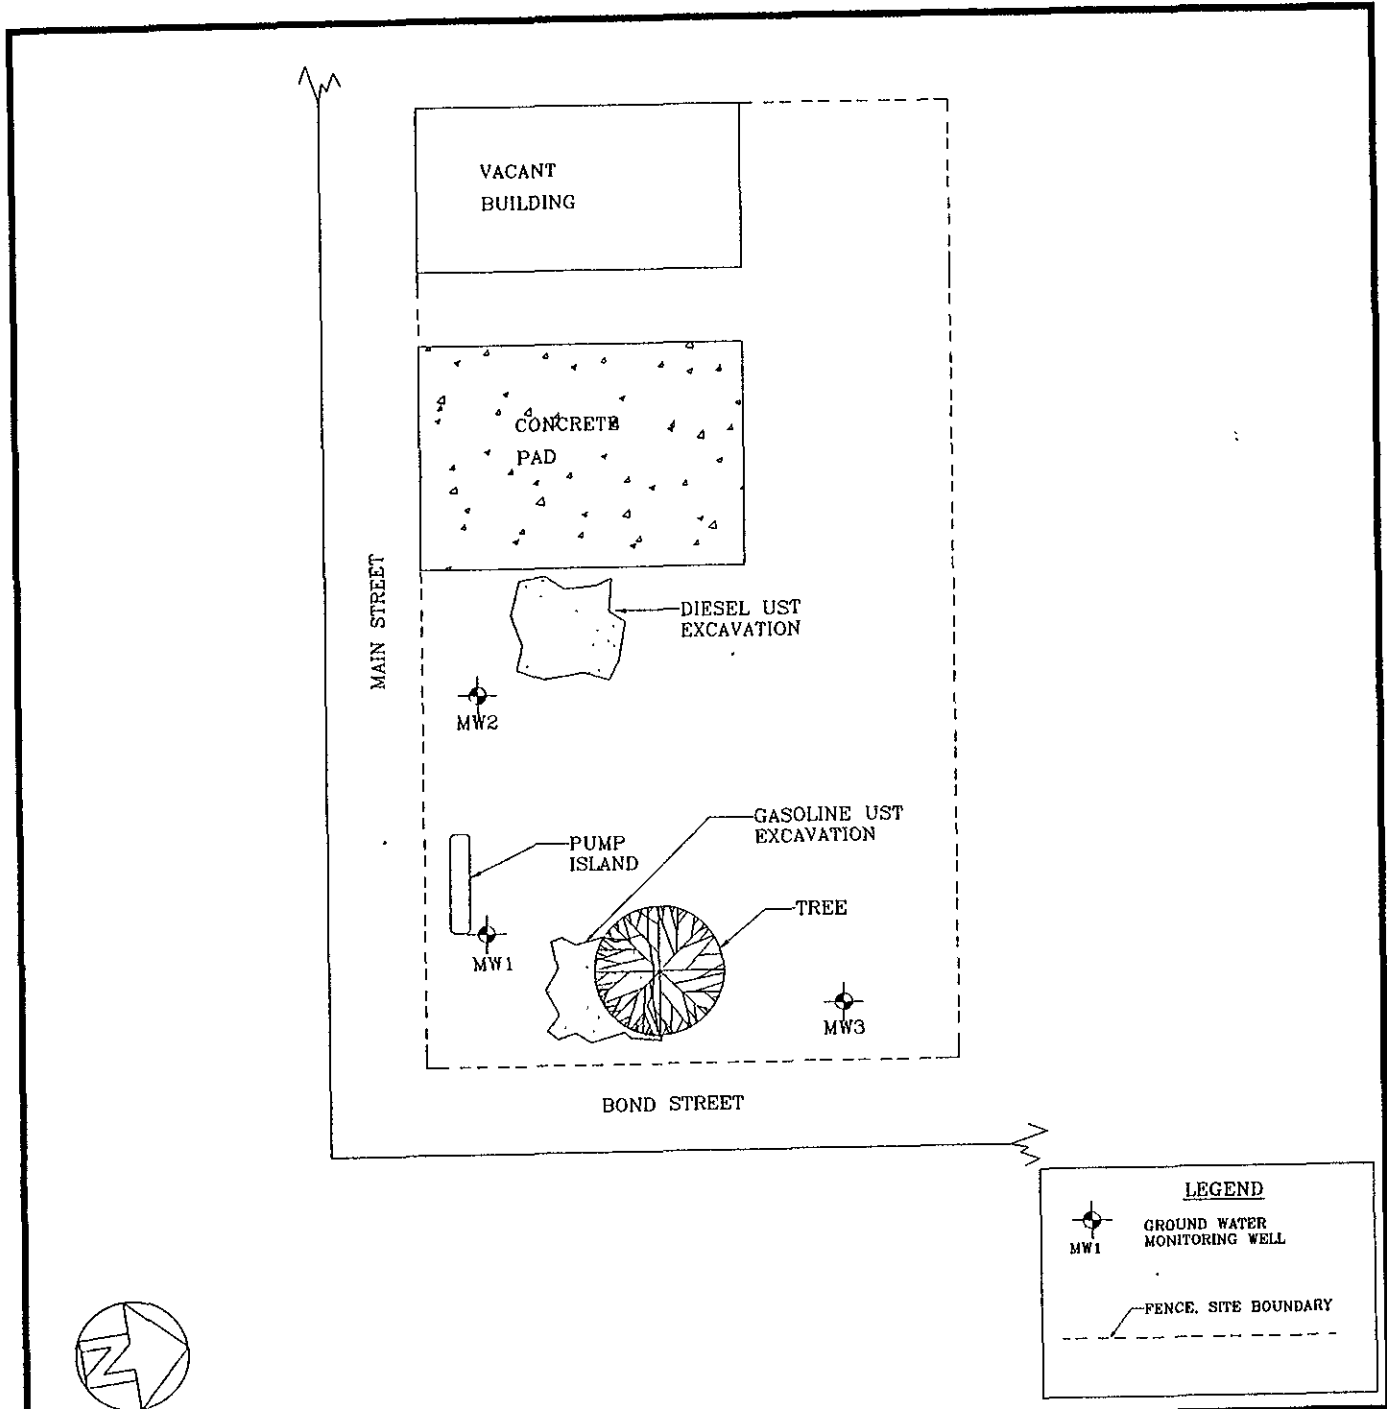 VACANT
BUILDING
CONCRETE
PAD
MAIN STREET
DIESEL UST
EXCAVATION
MW2
GASOLINE UST
EXCAVATION
PUMP
ISLAND
TREE
MW1
MW3
BOND STREET
LEGEND
GROUND WATER
MONITORING WELL
MW1
FENCE, SITE BOUNDARY
N